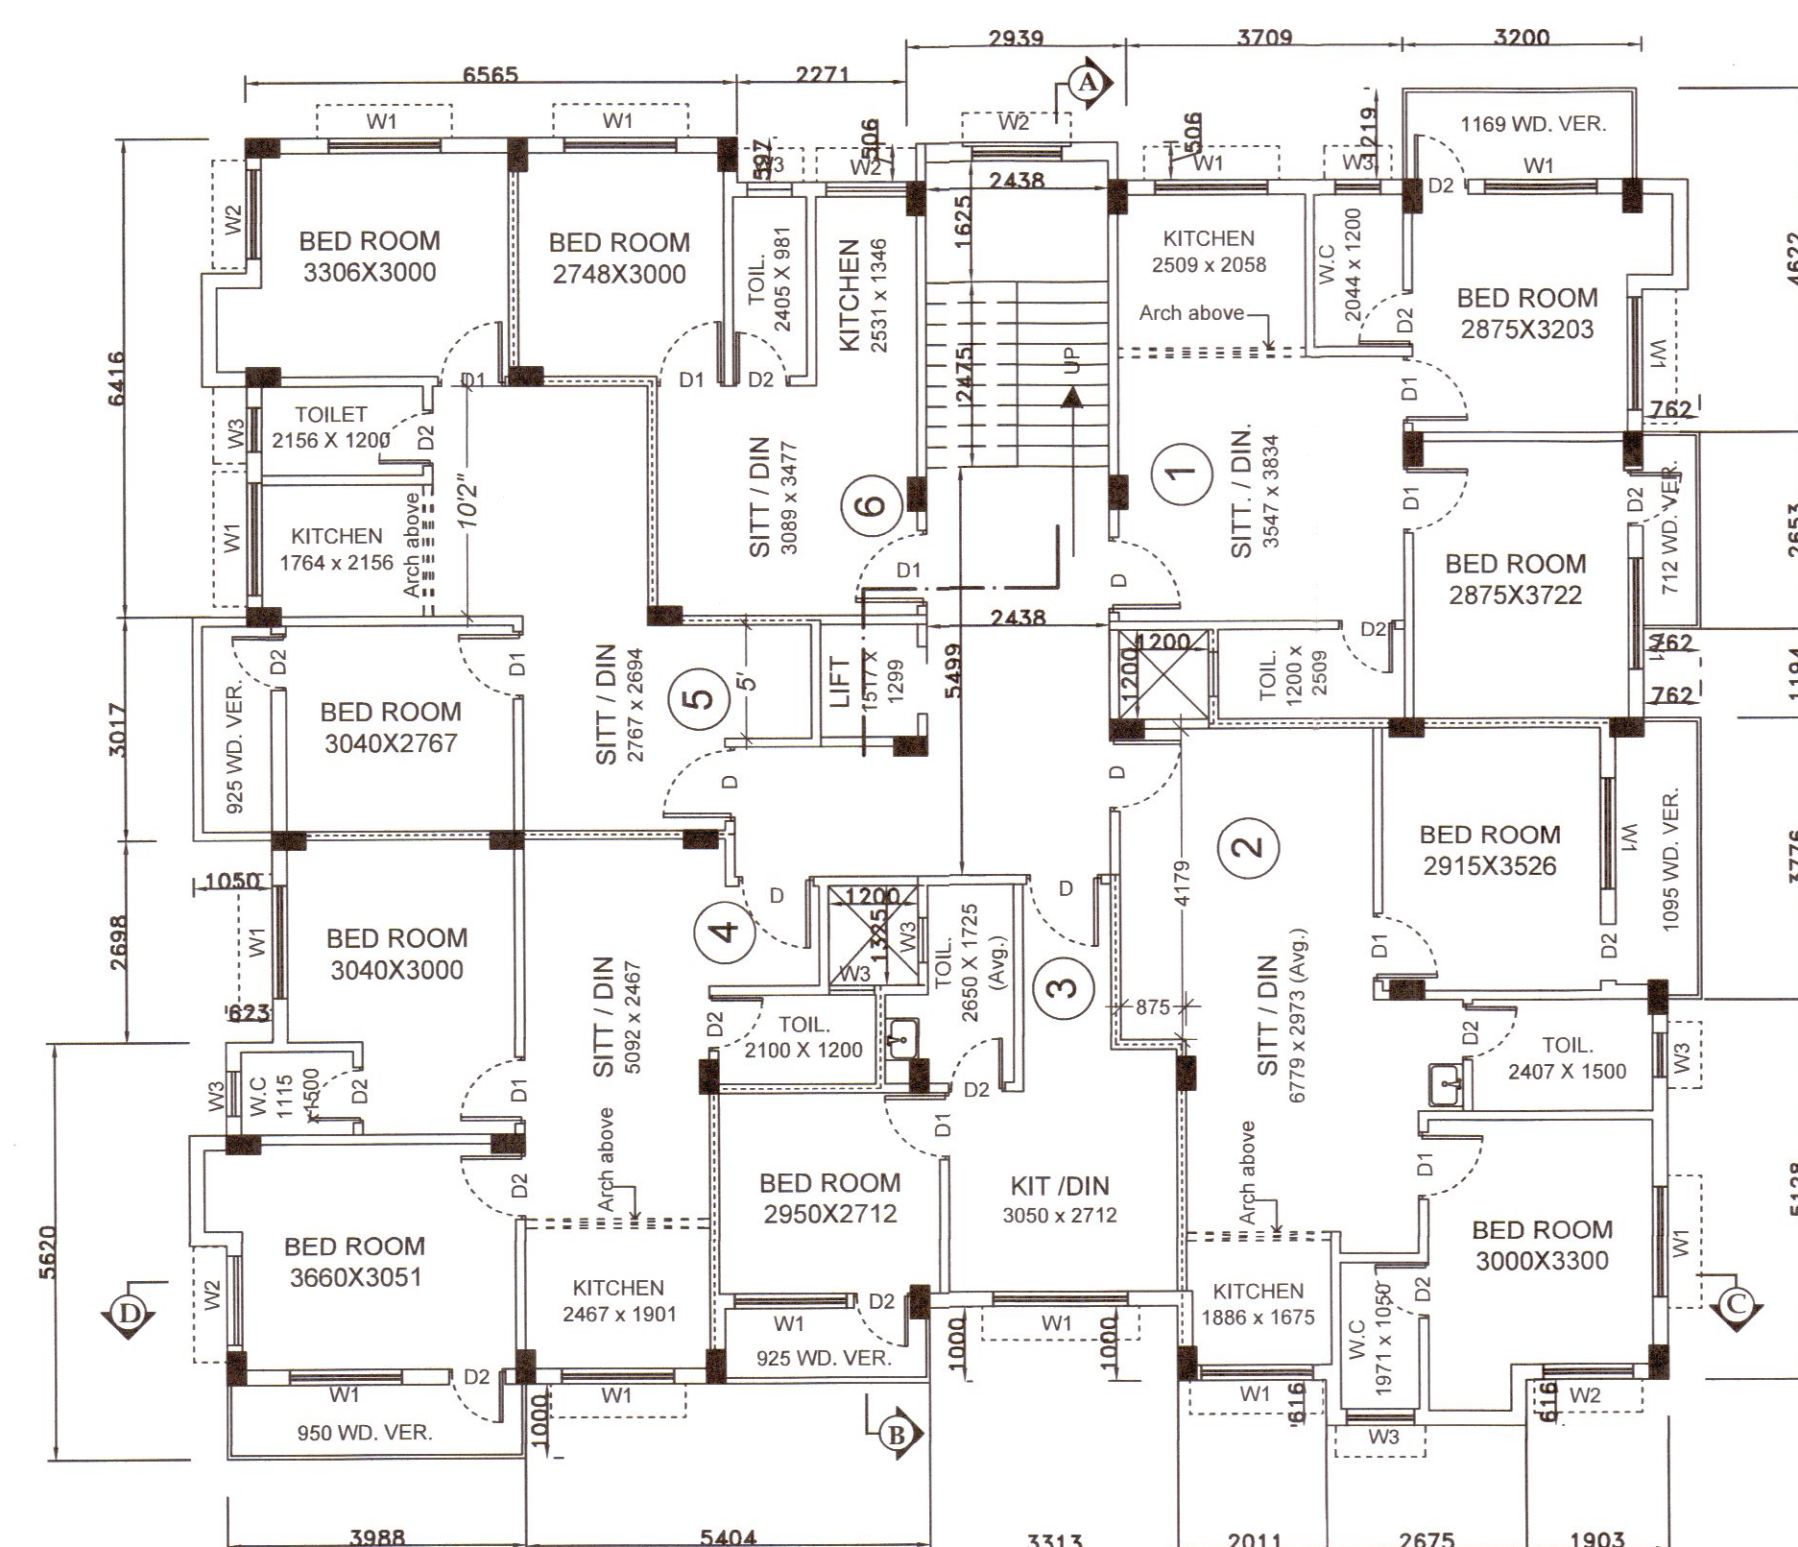 2939
3709
3200
6565
2271
A
W1
W1
W2
1169 WD. VER.
597
W3
506
W2
506
W1
W3
1219
D2
W1
2438
W2
BED ROOM
3306X3000
BED ROOM
2748X3000
TOIL.
2405 X 981
KITCHEN
2531 x 1346
1625
KITCHEN
2509 x 2058
W.C
2044 x 1200
4622
BED ROOM
2875X3203
Arch above
D2
2475
UP
W1
6416
D1
D1
D2
D1
762
TOILET
2156 X 1200
W3
D2
10'2"
SITT / DIN
3089 x 3477
6
1
SITT. / DIN.
3547 x 3834
D1
D2
712 WD. VER.
2653
W1
KITCHEN
1764 x 2156
Arch above
D1
D
BED ROOM
2875X3722
2438
D2
D1
D2
925 WD. VER.
BED ROOM
3040X2767
3017
SITT / DIN
2767 x 2694
5
5'
LIFT
1517 x
1299
5499
1200
1200
TOIL.
1200 x
2509
762
W1
762
1194
D
D
2
BED ROOM
2915X3526
W1
1095 WD. VER.
3776
1050
W1
2698
BED ROOM
3040X3000
623
4
D
1200
1325
W3
W3
TOIL.
2650 X 1725
(Avg.)
D
3
4179
875
D1
D2
SITT / DIN
5092 x 2467
SITT / DIN
6779 x 2973 (Avg.)
D2
TOIL.
2100 X 1200
D2
D2
TOIL.
2407 X 1500
W3
W3
W.C
1115
x1500
D2
D1
D1
Arch above
D2
BED ROOM
2950X2712
KIT /DIN
3050 x 2712
Arch above
D1
BED ROOM
3000X3300
W1
5128
5620
BED ROOM
3660X3051
W2
D
KITCHEN
2467 x 1901
W1
D2
925 WD. VER.
1000
W1
1000
KITCHEN
1886 x 1675
W.C
1971 x 1050
D2
C
W1
D2
950 WD. VER.
1000
W1
B
W1
616
W3
616
W2
3988
5404
3313
2011
2675
1903